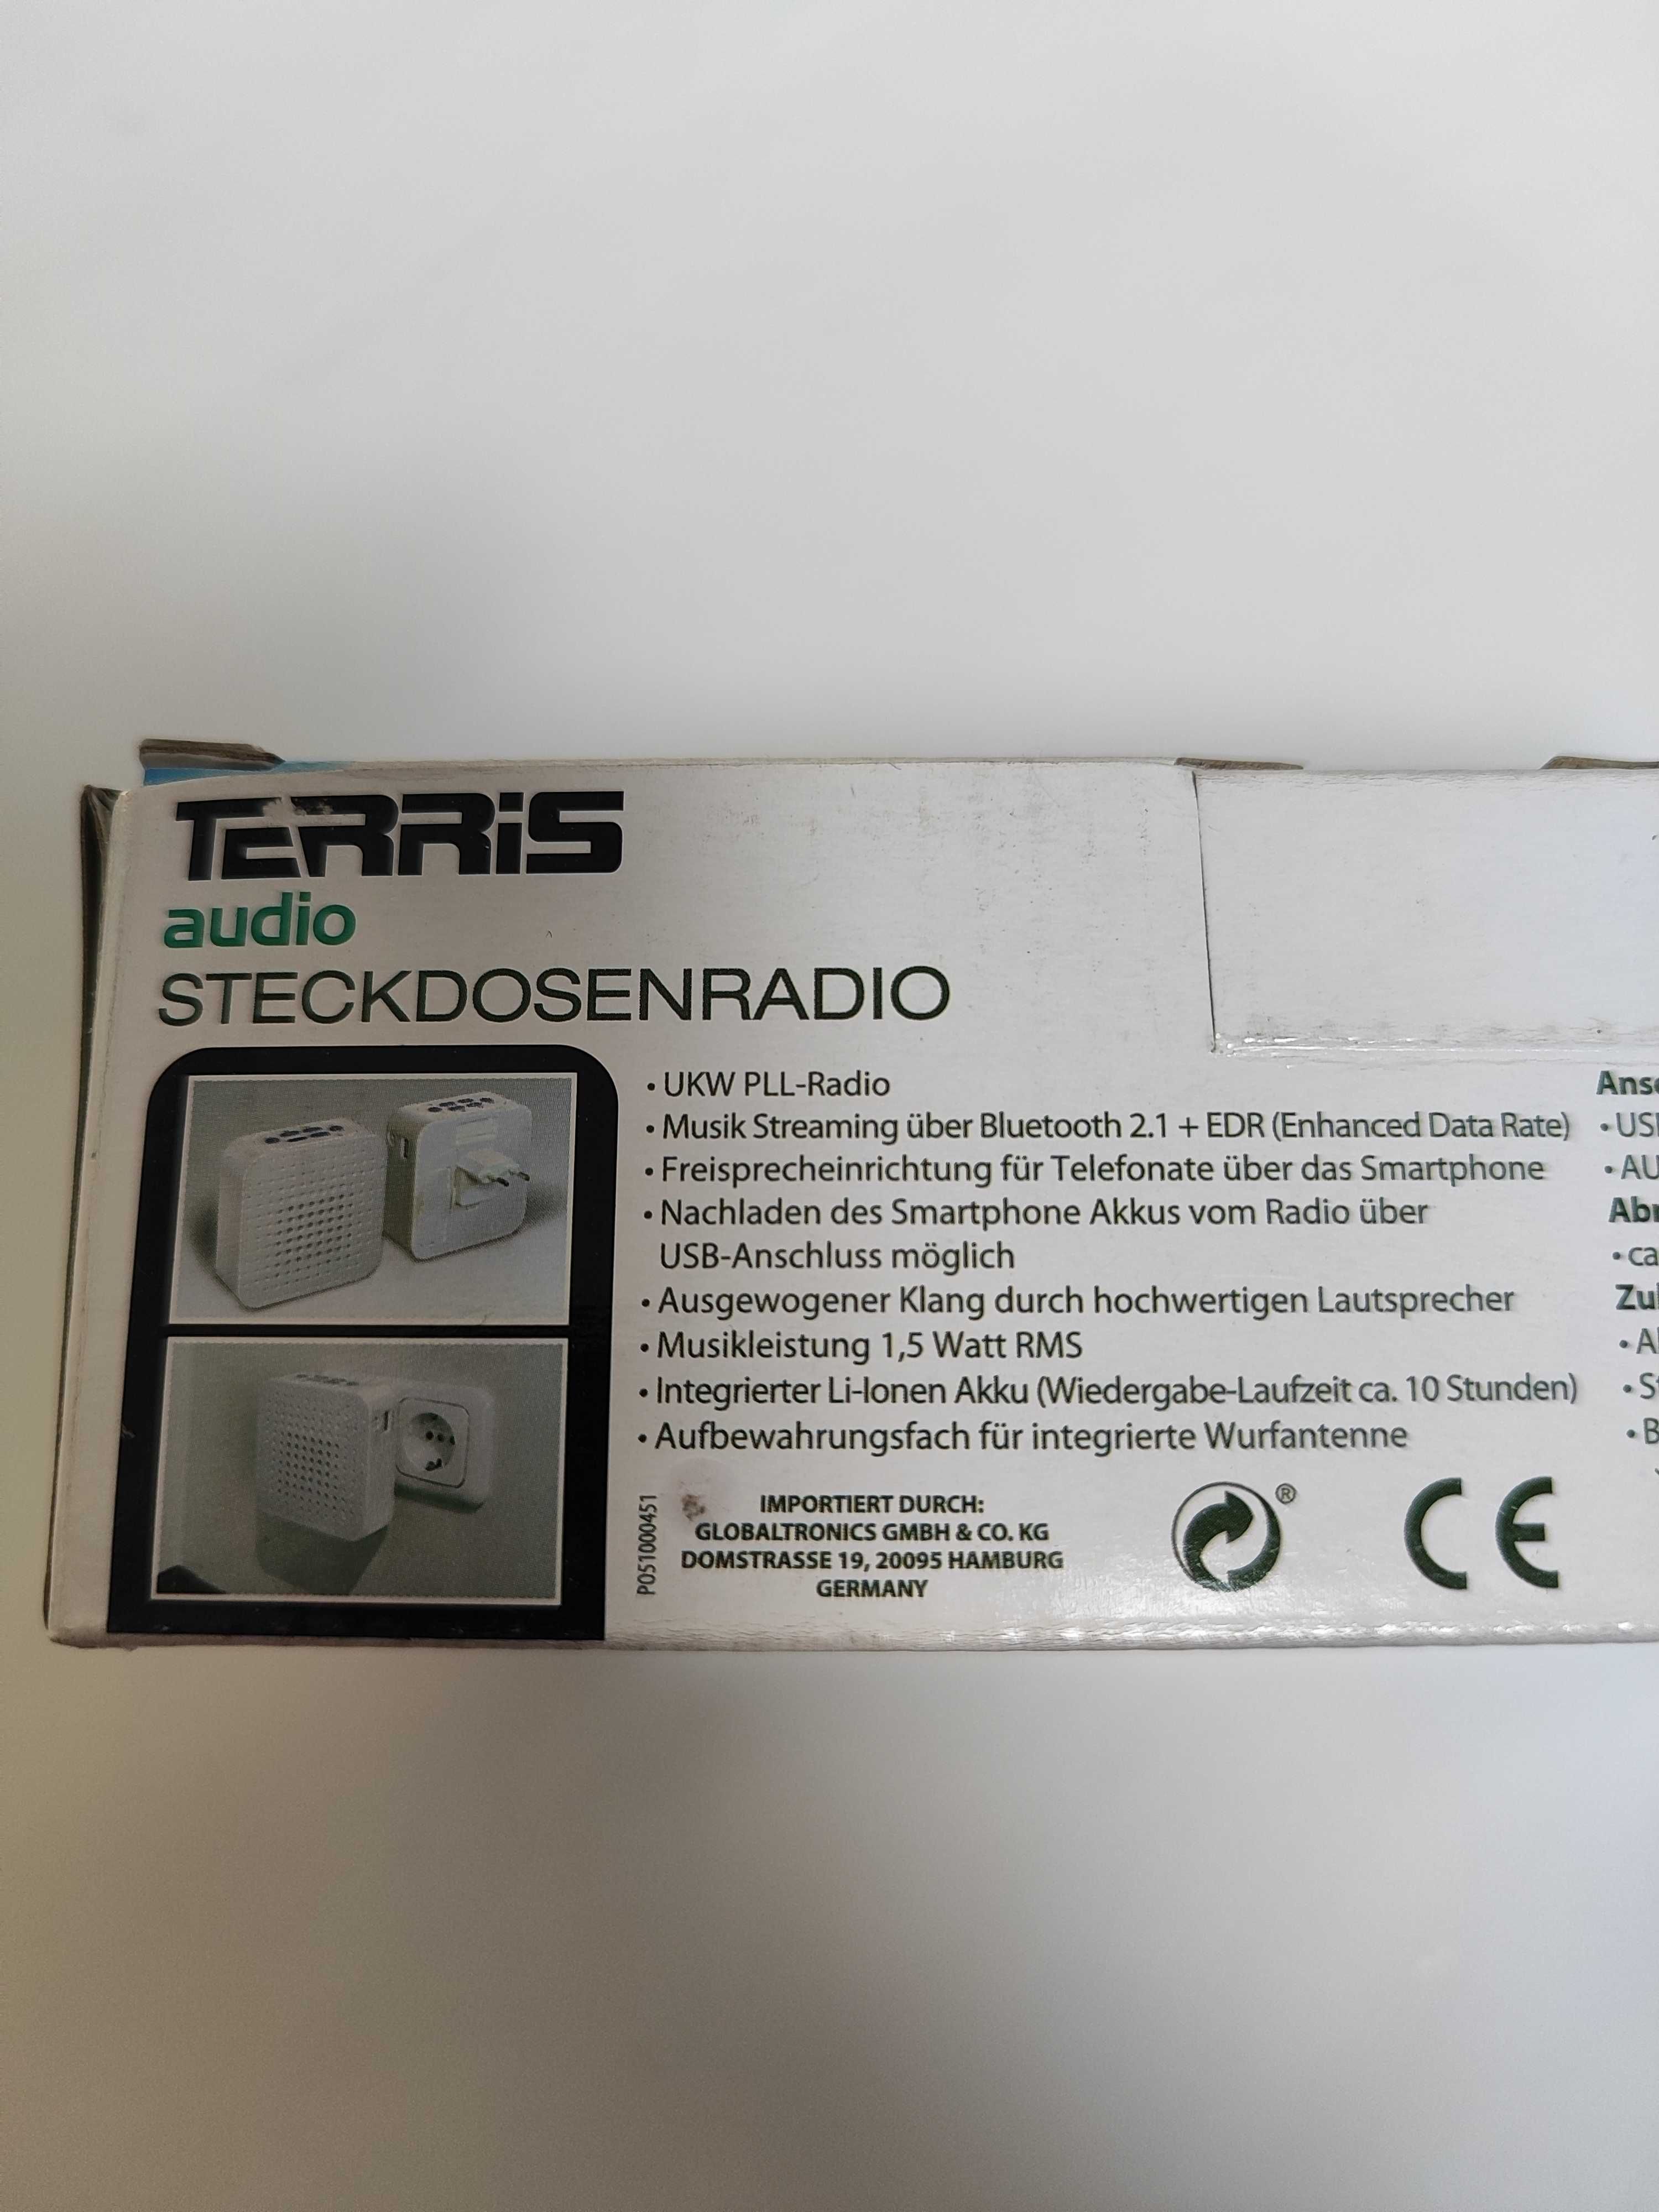 TERRiS
audio
STECKDOSENRADIO
• UKW PLL-Radio
• Musik Streaming über Bluetooth 2.1 + EDR (Enhanced Data Rate)
• Freisprecheinrichtung für Telefonate über das Smartphone
• Nachladen des Smartphone Akkus vom Radio über
USB-Anschluss möglich
• Ausgewogener Klang durch hochwertigen Lautsprecher
• Musikleistung 1,5 Watt RMS
• Integrierter Li-Ionen Akku (Wiedergabe-Laufzeit ca. 10 Stunden)
• Aufbewahrungsfach für integrierte Wurfantenne
P051000451
IMPORTIERT DURCH:
GLOBALTRONICS GMBH & CO. KG
DOMSTRASSE 19, 20095 HAMBURG
GERMANY
®
CE